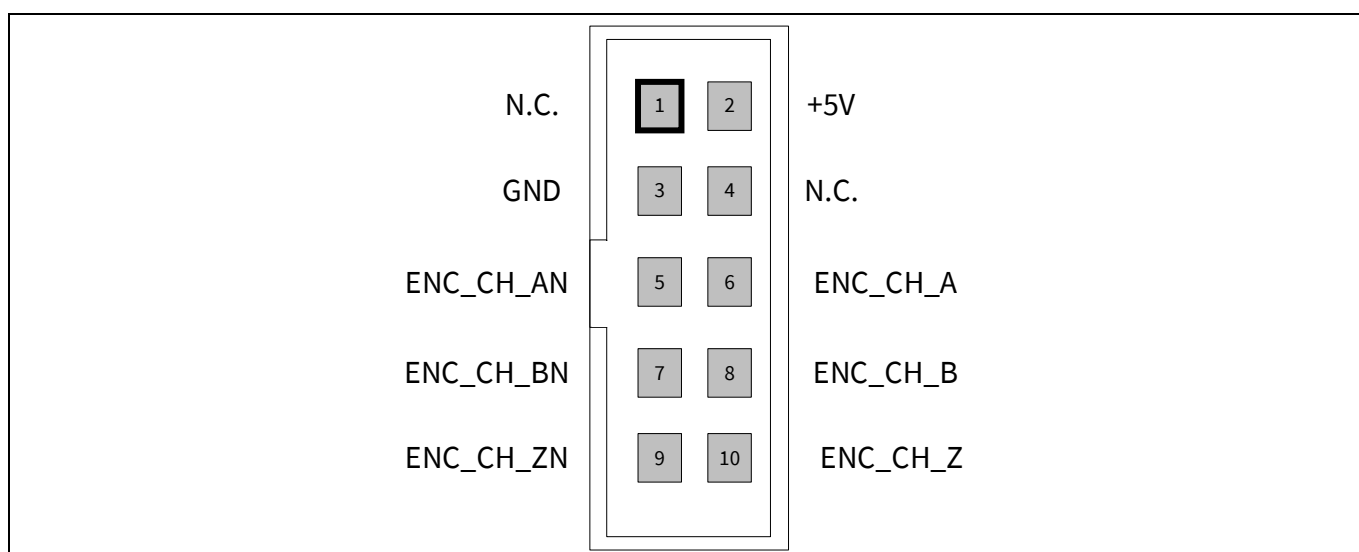 N.C. 1 2 +5V
GND 3 4 N.C.
ENC_CH_AN 5 6 ENC_CH_A
ENC_CH_BN 7 8 ENC_CH_B
ENC_CH_ZN 9 10 ENC_CH_Z